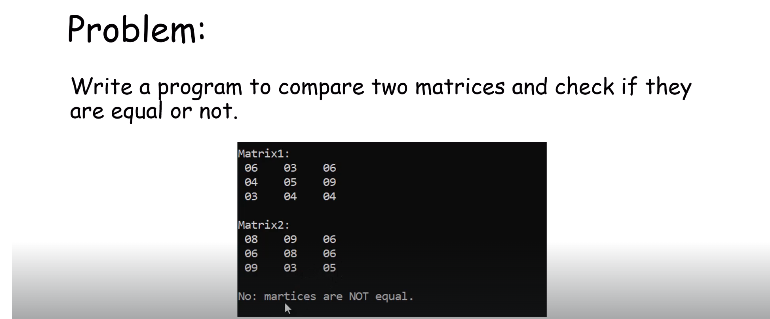 Problem:
Write a program to compare two matrices and check if they
are equal or not.
Matrix1:
06 03 06
04 05 09
03 04 04
Matrix2:
08 09 06
06 08 06
09 03 05
No: martices are NOT equal.